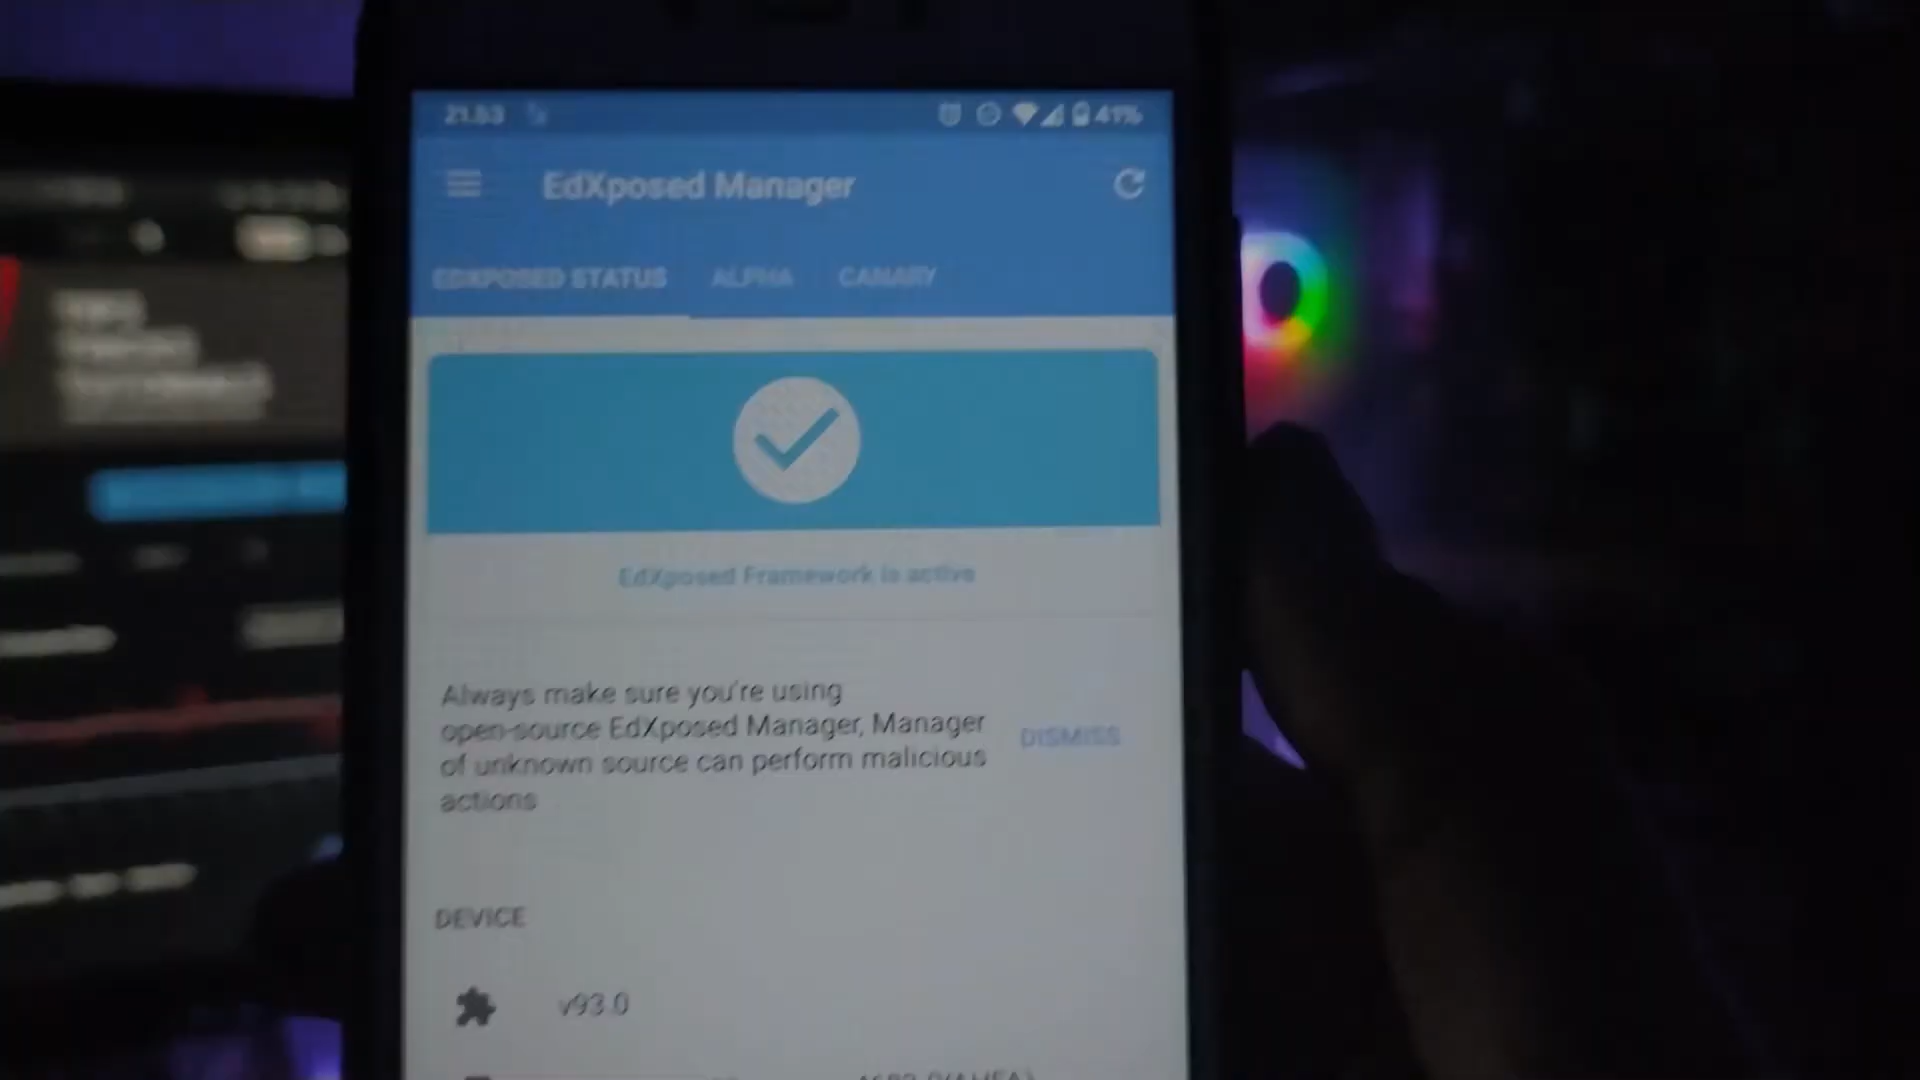 21.53 41%
EdXposed Manager
EDXPOSED STATUS ALPHA CANARY
EdXposed Framework is active
Always make sure you're using
open-source EdXposed Manager, Manager
of unknown source can perform malicious
actions
DISMISS
DEVICE
v93.0